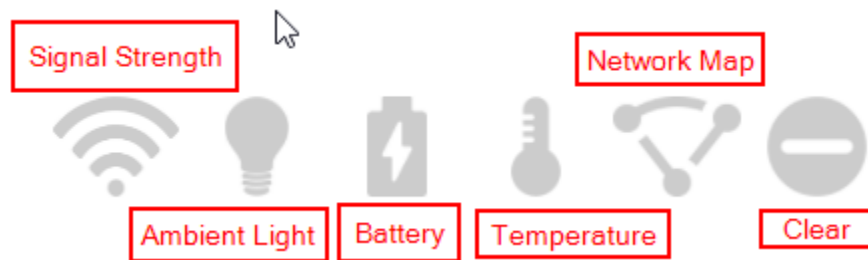 Signal Strength
Network Map
Ambient Light
Battery
Temperature
Clear